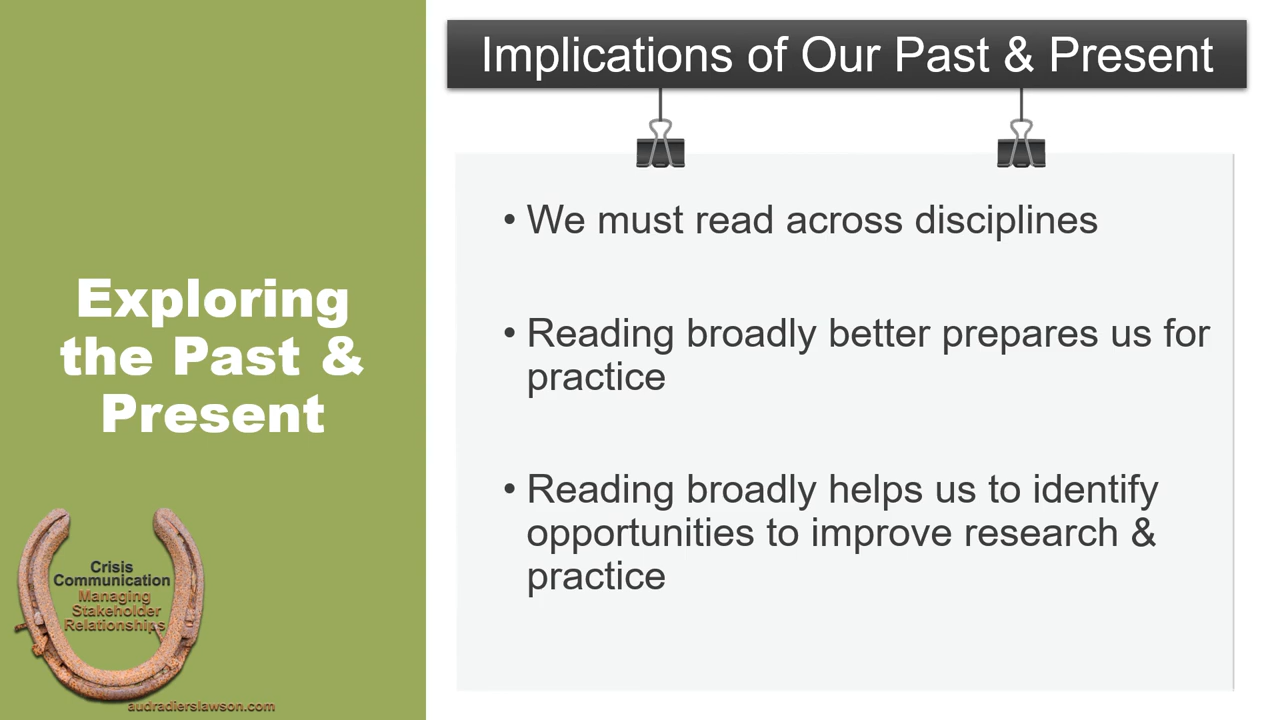 Implications of Our Past & Present
• We must read across disciplines
• Reading broadly better prepares us for
practice
• Reading broadly helps us to identify
opportunities to improve research &
practice
Exploring
the Past &
Present
Crisis
Communication
Managing
Stakeholder
Relationships
audradierslawson.com